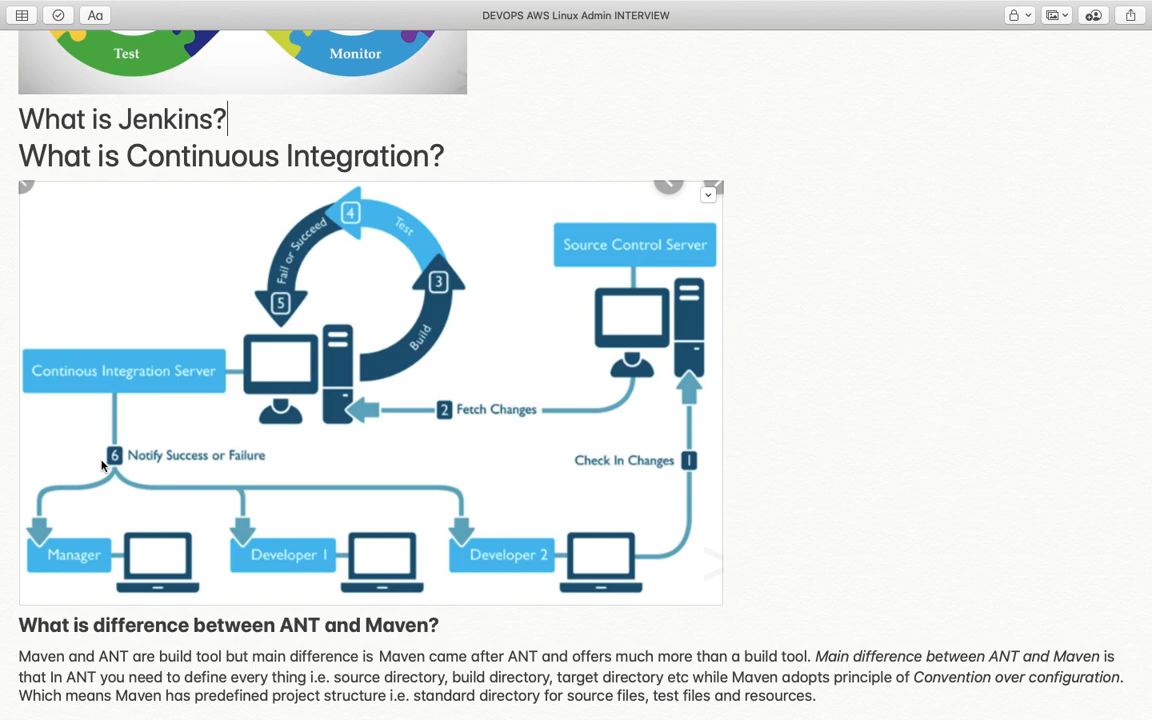 DEVOPS AWS Linux Admin INTERVIEW
Aa
Test
Monitor
What is Jenkins?
What is Continuous Integration?
4
Test
Fail or Succeed
3
5
Build
Source Control Server
Continous Integration Server
2 Fetch Changes
6 Notify Success or Failure
Check In Changes 1
Manager
Developer 1
Developer 2
What is difference between ANT and Maven?
Maven and ANT are build tool but main difference is Maven came after ANT and offers much more than a build tool. Main difference between ANT and Maven is
that In ANT you need to define every thing i.e. source directory, build directory, target directory etc while Maven adopts principle of Convention over configuration.
Which means Maven has predefined project structure i.e. standard directory for source files, test files and resources.